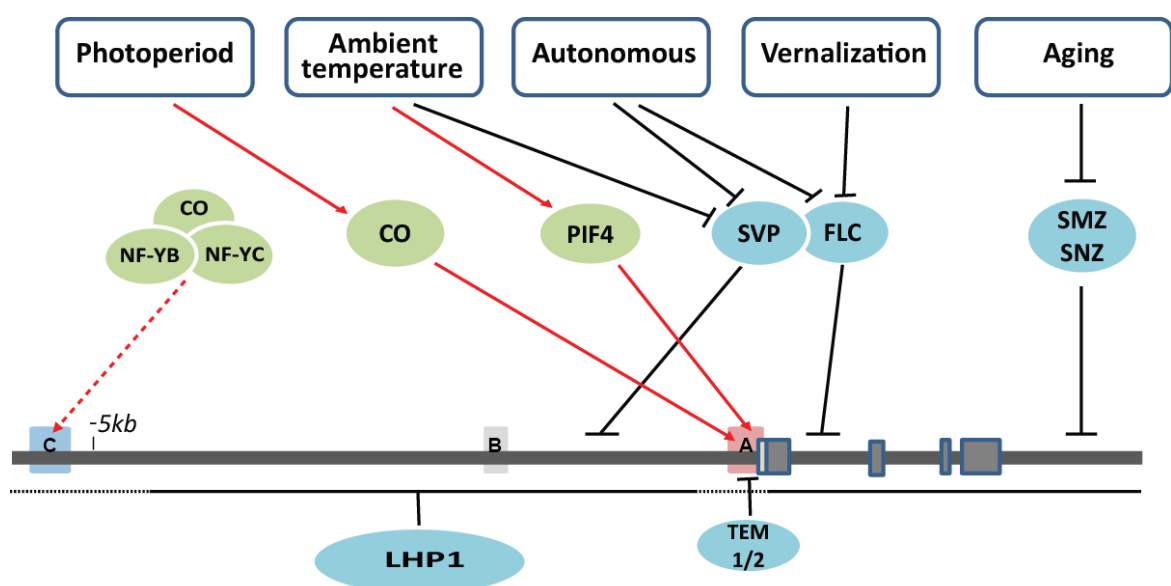 Photoperiod
Ambient
temperature
Autonomous
Vernalization
Aging
CO
NF-YB
NF-YC
CO
PIF4
SVP
FLC
SMZ
SNZ
-5kb
C
B
A
LHP1
TEM
1/2